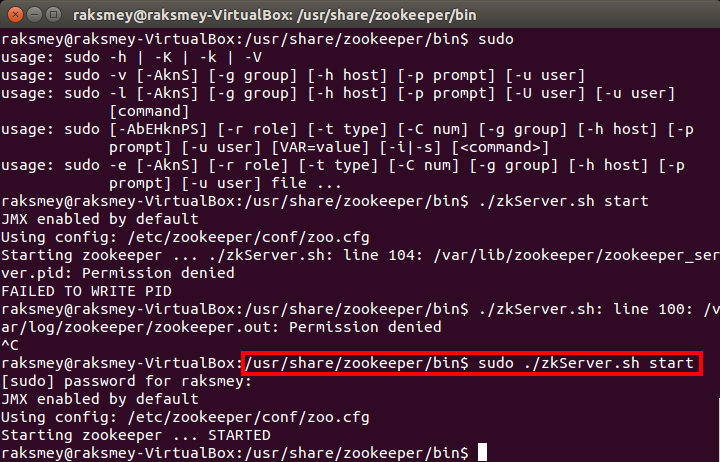 raksmey@raksmey-VirtualBox: /usr/share/zookeeper/bin
raksmey@raksmey-VirtualBox:/usr/share/zookeeper/bin$ sudo
usage: sudo -h | -K | -k | -V
usage: sudo -v [-AknS] [-g group] [-h host] [-p prompt] [-u user]
usage: sudo -l [-AknS] [-g group] [-h host] [-p prompt] [-U user] [-u user]
            [command]
usage: sudo [-AbEHknPS] [-r role] [-t type] [-C num] [-g group] [-h host] [-p
            prompt] [-u user] [VAR=value] [-i|-s] [<command>]
usage: sudo -e [-AknS] [-r role] [-t type] [-C num] [-g group] [-h host] [-p
            prompt] [-u user] file ...
raksmey@raksmey-VirtualBox:/usr/share/zookeeper/bin$ ./zkServer.sh start
JMX enabled by default
Using config: /etc/zookeeper/conf/zoo.cfg
Starting zookeeper ... ./zkServer.sh: line 104: /var/lib/zookeeper/zookeeper_ser
ver.pid: Permission denied
FAILED TO WRITE PID
raksmey@raksmey-VirtualBox:/usr/share/zookeeper/bin$ ./zkServer.sh: line 100: /v
ar/log/zookeeper/zookeeper.out: Permission denied
^C
raksmey@raksmey-VirtualBox:/usr/share/zookeeper/bin$ sudo ./zkServer.sh start
[sudo] password for raksmey:
JMX enabled by default
Using config: /etc/zookeeper/conf/zoo.cfg
Starting zookeeper ... STARTED
raksmey@raksmey-VirtualBox:/usr/share/zookeeper/bin$